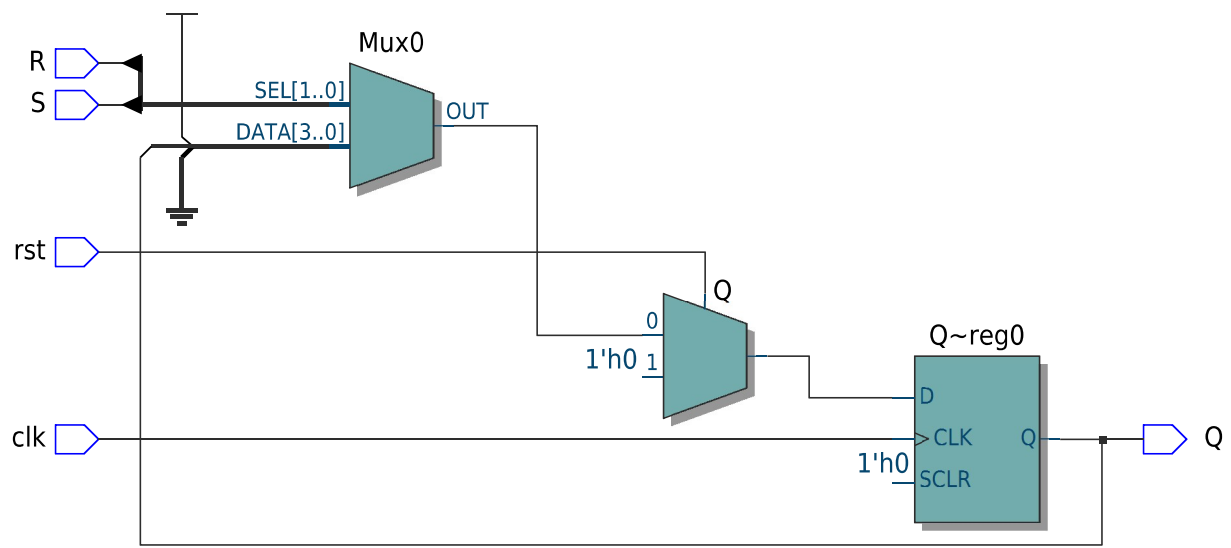 Mux0
R
S
SEL[1..0]
OUT
DATA[3..0]
rst
Q
0
1'h0 1
Q~reg0
D
clk
CLK
Q
Q
1'h0
SCLR